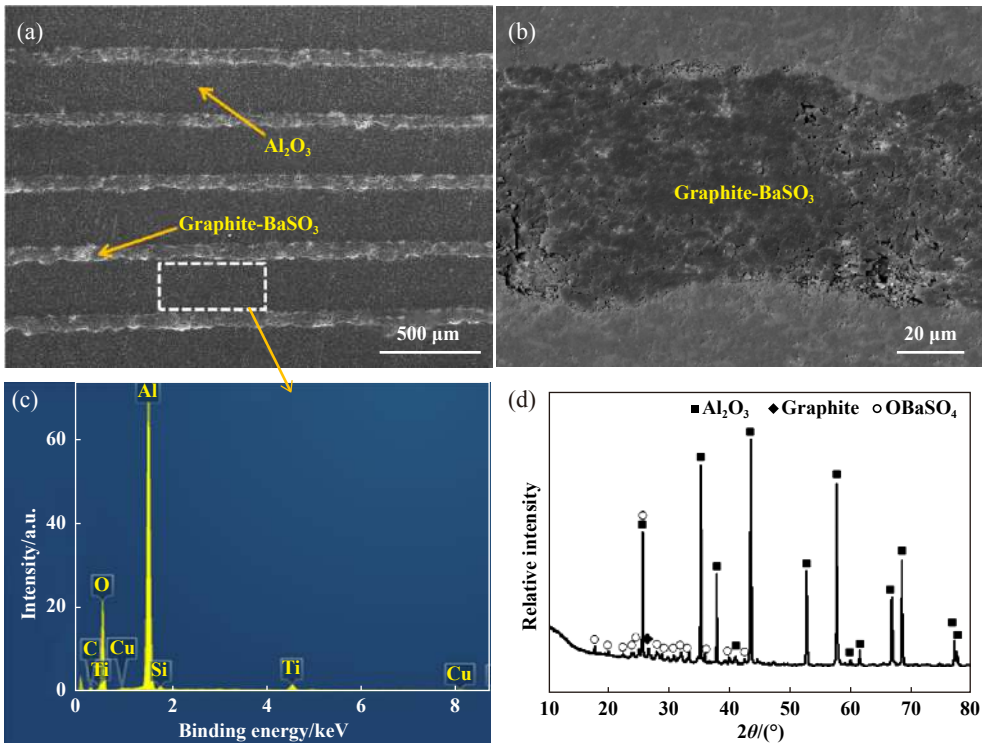 (a)
Al₂O₃
Graphite-BaSO₃
500 μm
(b)
Graphite-BaSO₃
20 μm
(c)
Al
O
C
Cu
Ti
Si
Ti
Cu
60
40
20
0
0 2 4 6 8
Intensity/a.u.
Binding energy/keV
(d)
Al₂O₃ Graphite OBaSO₄
Relative intensity
10 20 30 40 50 60 70 80
2θ/(°)